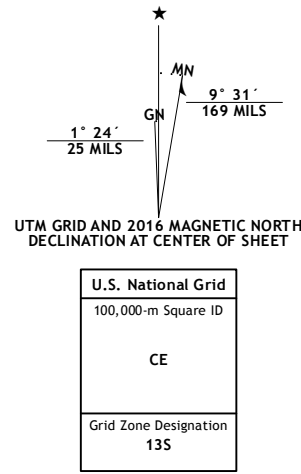 ★
MN
GN
9° 31´
169 MILS
1° 24´
25 MILS
UTM GRID AND 2016 MAGNETIC NORTH
DECLINATION AT CENTER OF SHEET
U.S. National Grid
100,000-m Square ID
CE
Grid Zone Designation
13S